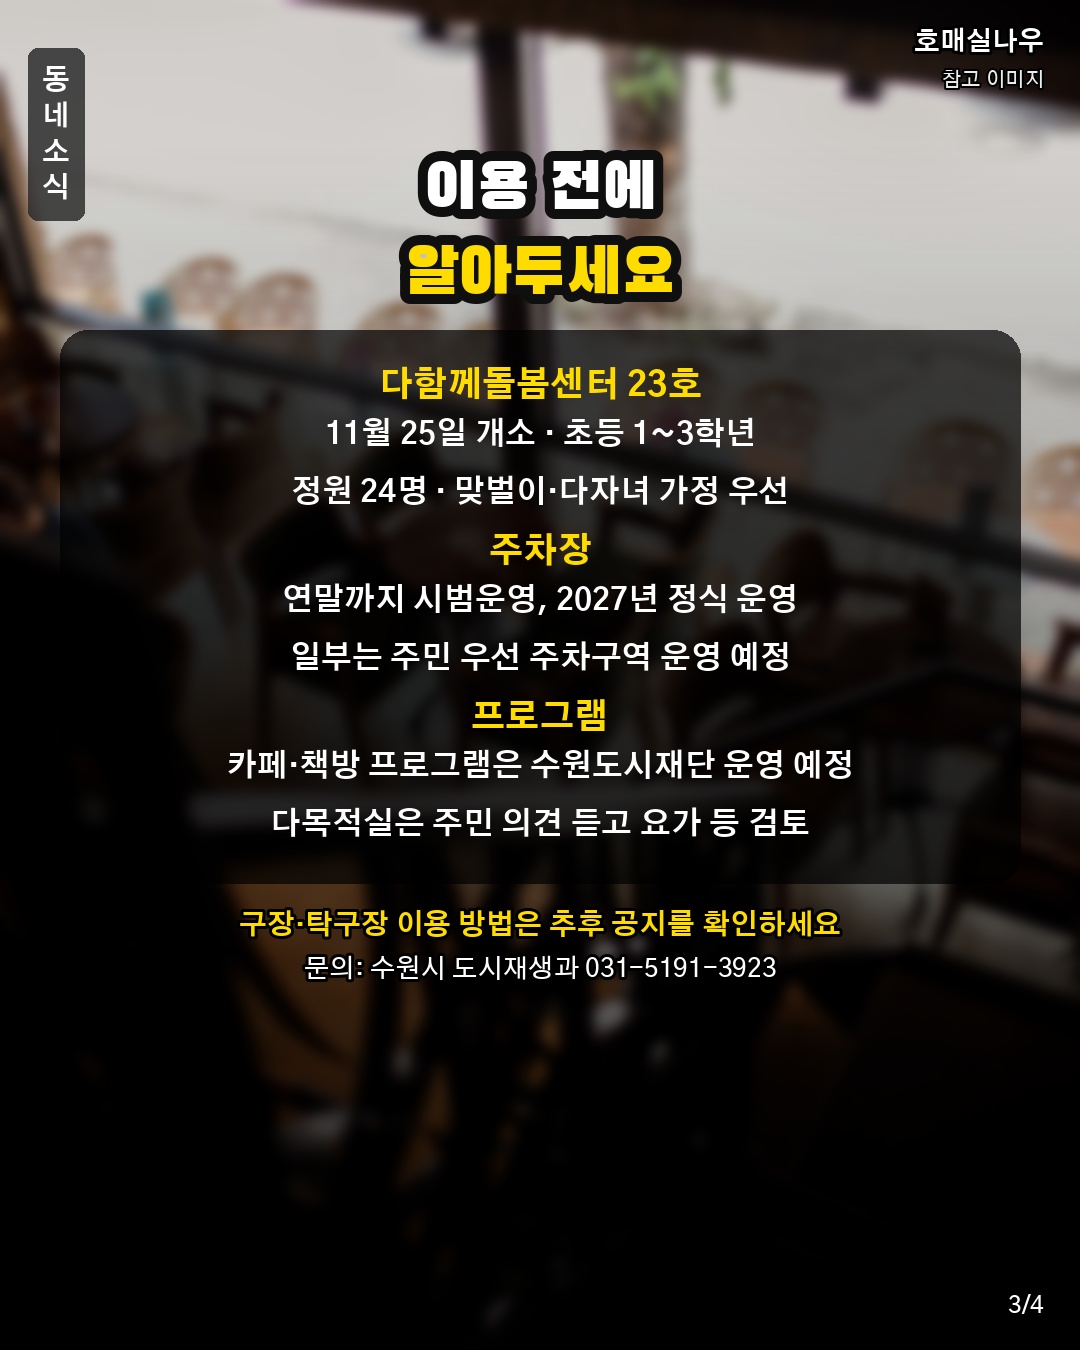 동네소식
호매실나우
참고 이미지
이용 전에
알아두세요
다함께돌봄센터 23호
11월 25일 개소 · 초등 1~3학년
정원 24명 · 맞벌이·다자녀 가정 우선
주차장
연말까지 시범운영, 2027년 정식 운영
일부는 주민 우선 주차구역 운영 예정
프로그램
카페·책방 프로그램은 수원도시재단 운영 예정
다목적실은 주민 의견 듣고 요가 등 검토
구장·탁구장 이용 방법은 추후 공지를 확인하세요
문의: 수원시 도시재생과 031-5191-3923
3/4